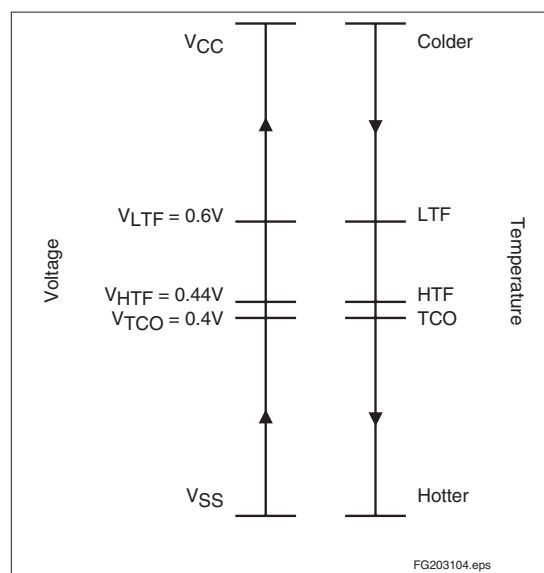 VCC
Colder
VLTF = 0.6V
LTF
Voltage
Temperature
VHTF = 0.44V
HTF
VTCO = 0.4V
TCO
VSS
Hotter
FG203104.eps